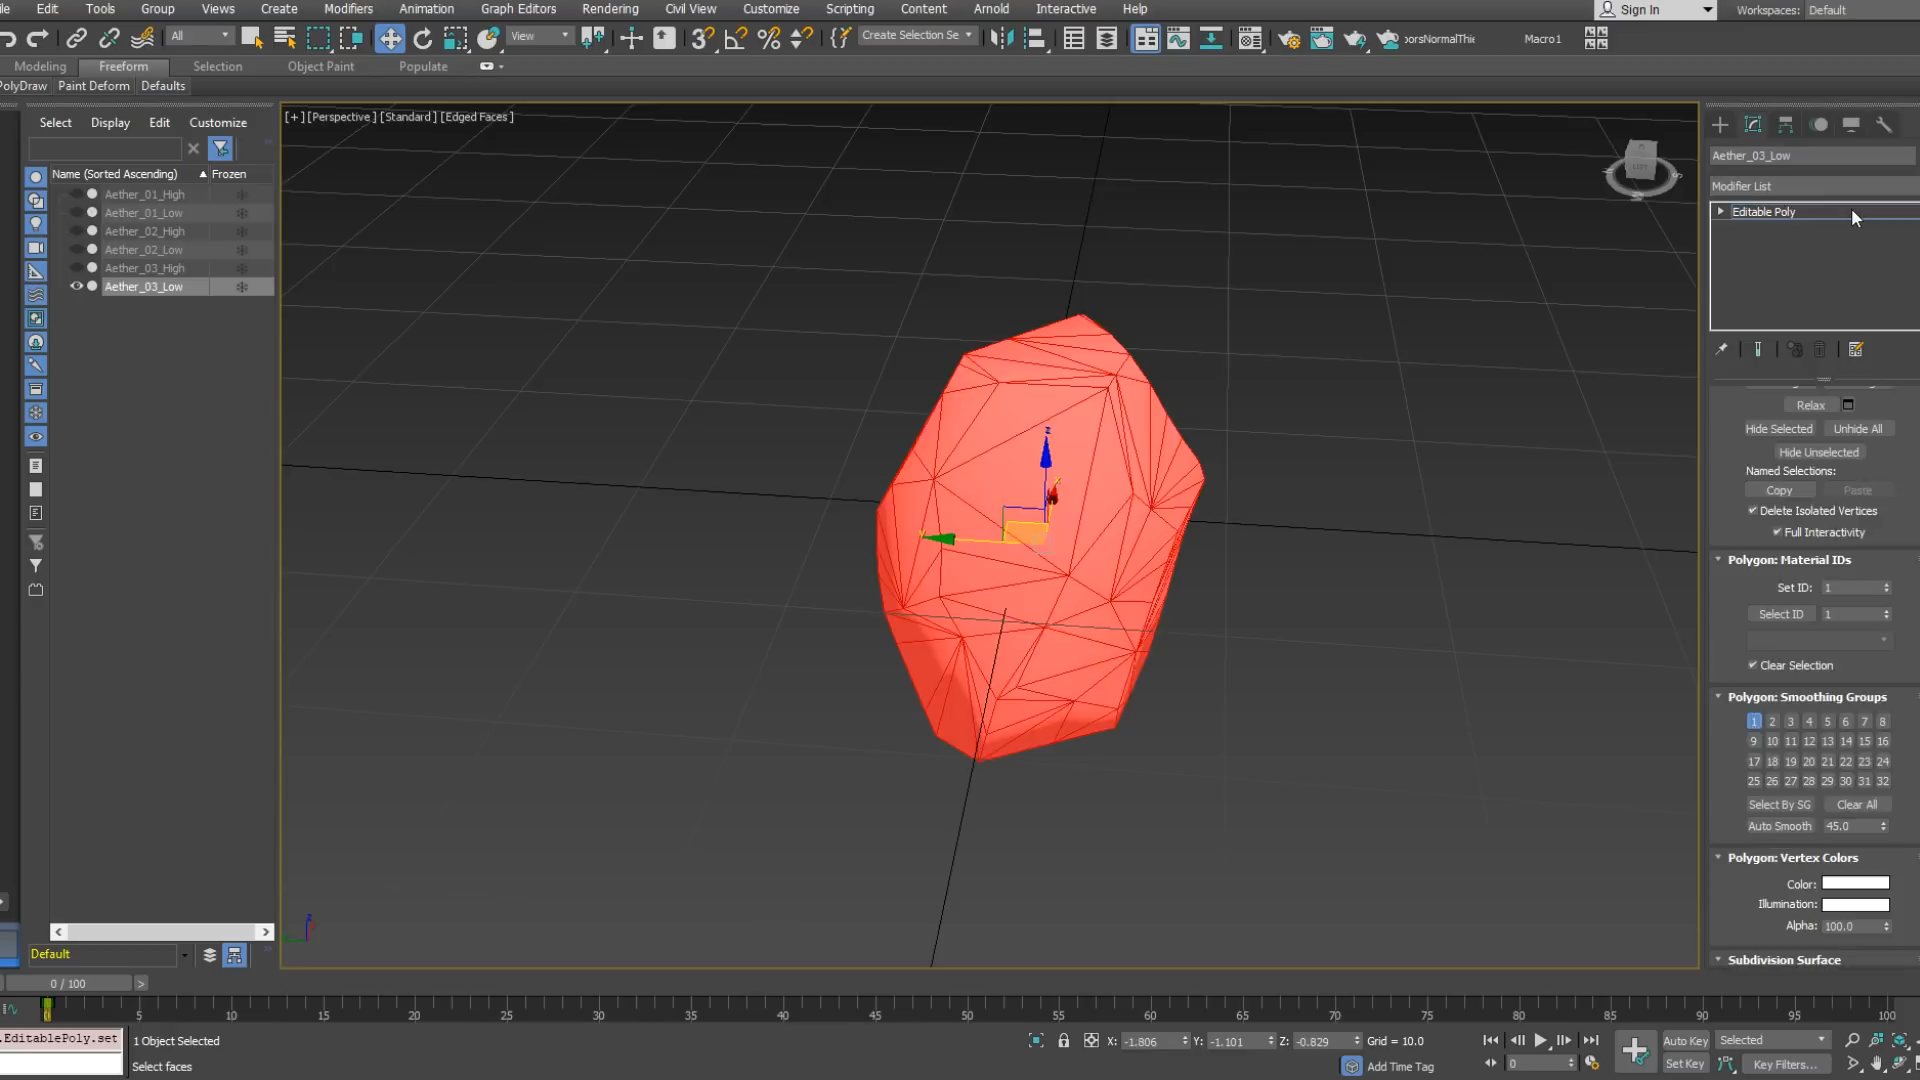 Edit Tools Group Views Create Modifiers Animation Graph Editors Rendering Civil View Customize Scripting Content Arnold Interactive Help Sign In Workspaces: Default
All View Create Selection Se oorsNormalThie Macro1
Modeling Freeform Selection Object Paint Populate
PolyDraw Paint Deform Defaults
Select Display Edit Customize
[+] [Perspective] [Standard] [Edged Faces]
Name (Sorted Ascending) Frozen
Aether_01_High
Aether_01_Low
Aether_02_High
Aether_02_Low
Aether_03_High
Aether_03_Low
Aether_03_Low
Modifier List
Editable Poly
Relax
Hide Selected Unhide All
Hide Unselected
Named Selections:
Copy Paste
Delete Isolated Vertices
Full Interactivity
Polygon: Material IDs
Set ID: 1
Select ID 1
Clear Selection
Polygon: Smoothing Groups
1 2 3 4 5 6 7 8
9 10 11 12 13 14 15 16
17 18 19 20 21 22 23 24
25 26 27 28 29 30 31 32
Select By SG Clear All
Auto Smooth 45.0
Polygon: Vertex Colors
Color:
Illumination:
Alpha: 100.0
Subdivision Surface
Default
0 / 100 >
0 5 10 15 20 25 30 35 40 45 50 55 60 65 70 75 80 85 90 95 100
.EditablePoly.set 1 Object Selected X: -1.806 Y: -1.101 Z: -0.829 Grid = 10.0 Auto Key Selected
Select faces Add Time Tag 0 Set Key Key Filters...